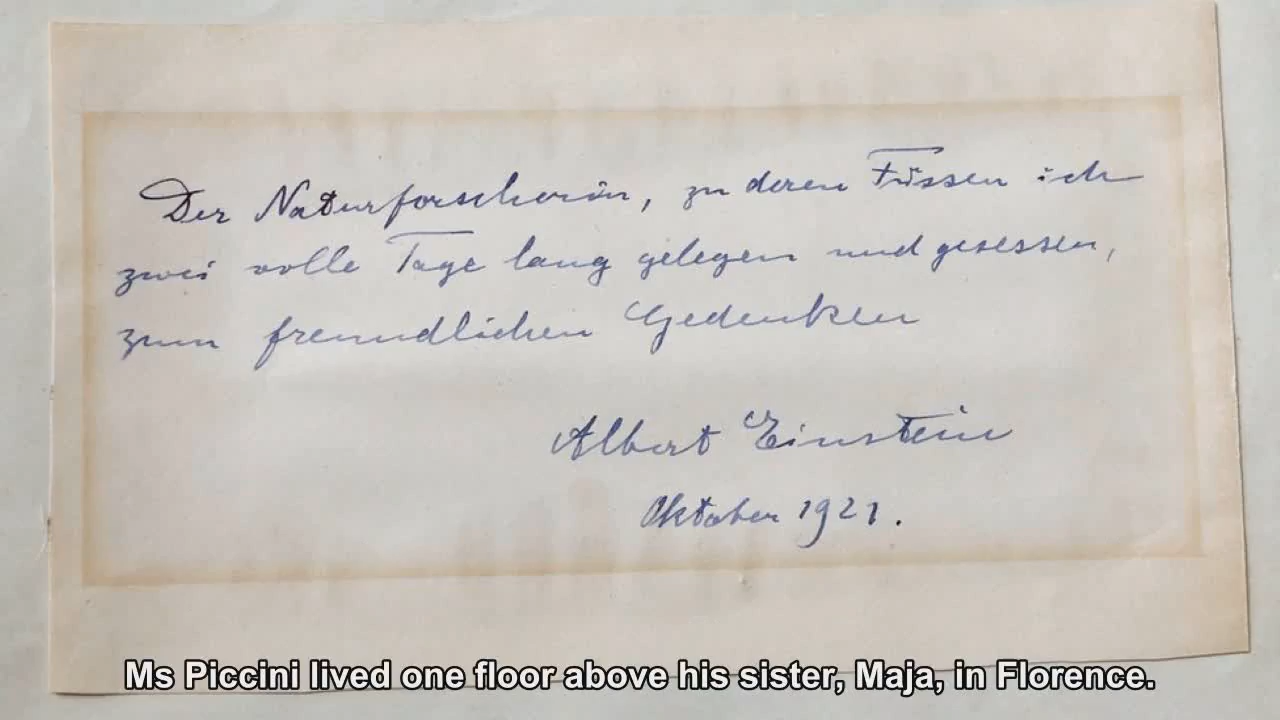 Der Naturforscherin, zu deren Füssen ich
zwei volle Tage lang gelegen und gesessen,
zum freundlichen Gedenken
Albert Einstein
Oktober 1921.
Ms Piccini lived one floor above his sister, Maja, in Florence.